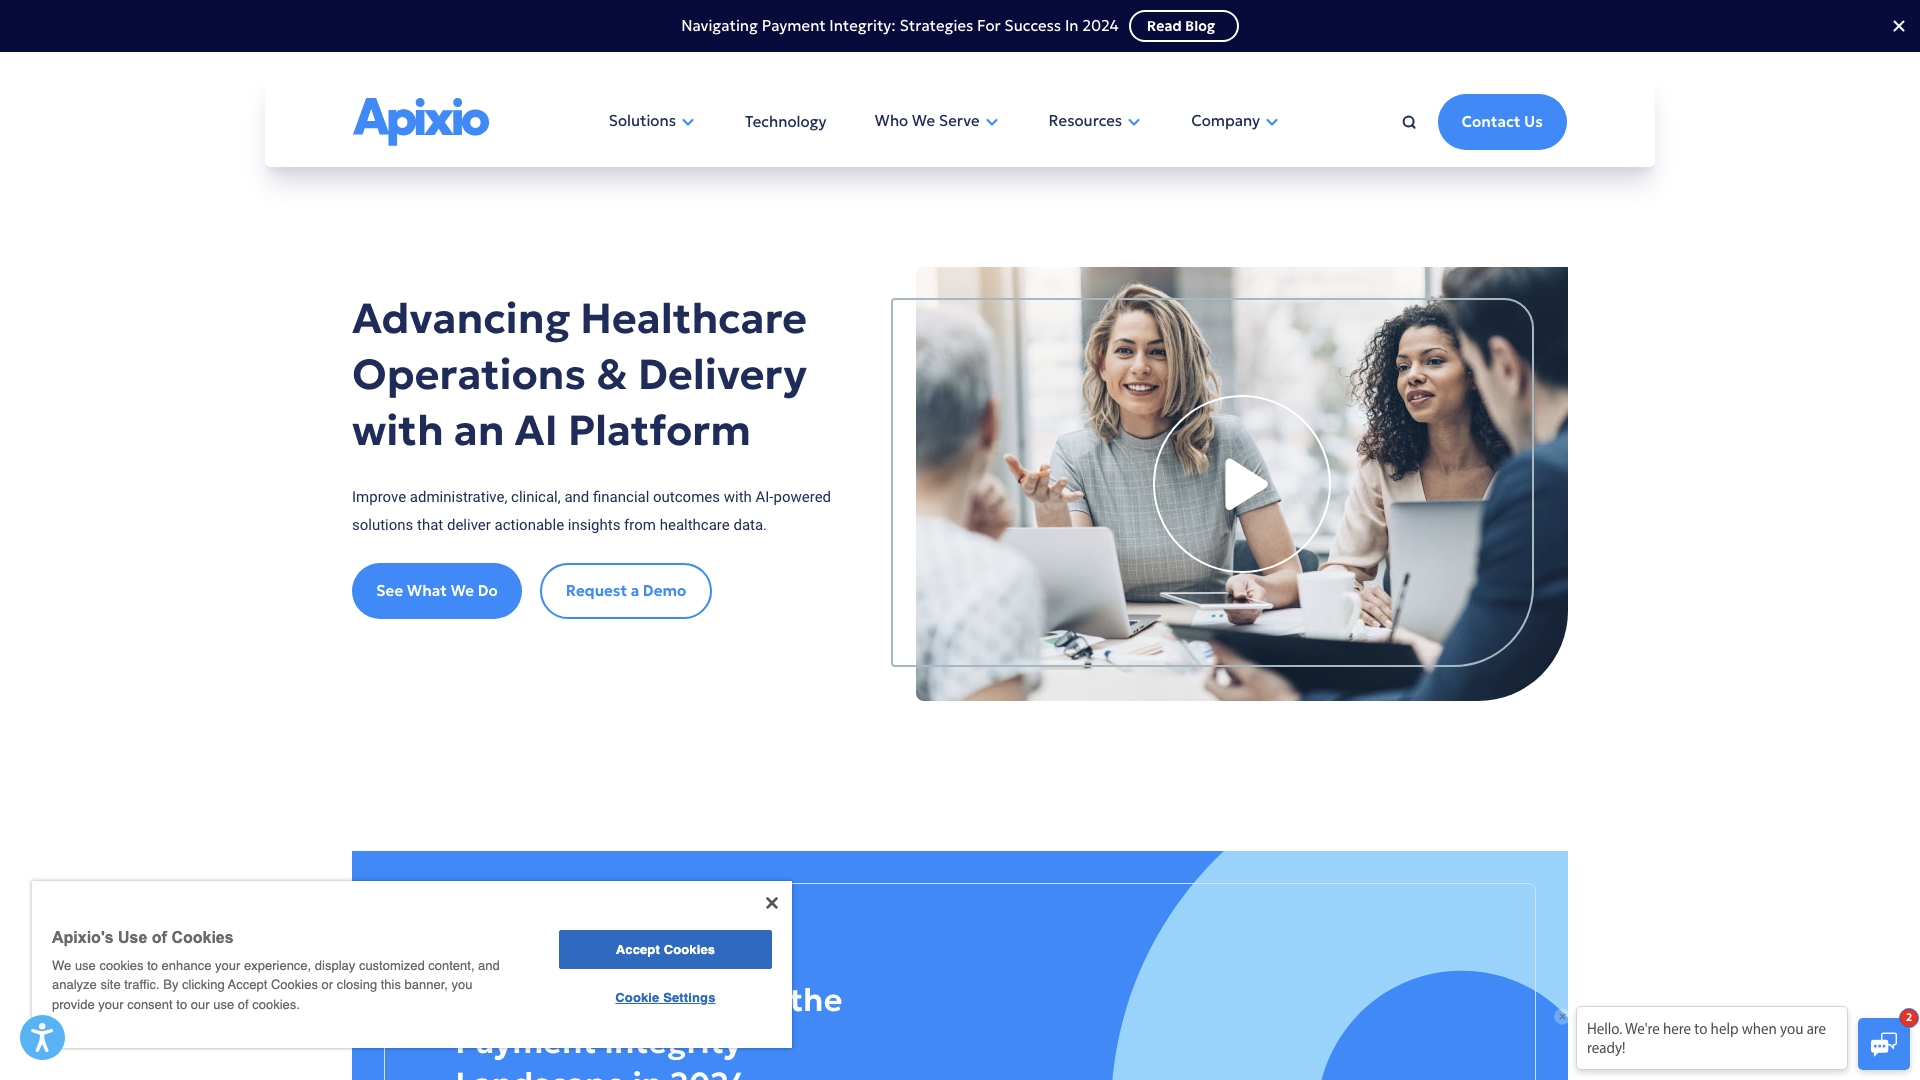 Navigating Payment Integrity: Strategies For Success In 2024 Read Blog
Apixio
Solutions Technology Who We Serve Resources Company Contact Us
Advancing Healthcare
Operations & Delivery
with an AI Platform
Improve administrative, clinical, and financial outcomes with AI-powered
solutions that deliver actionable insights from healthcare data.
See What We Do Request a Demo
Apixio's Use of Cookies
We use cookies to enhance your experience, display customized content, and
analyze site traffic. By clicking Accept Cookies or closing this banner, you
provide your consent to our use of cookies.
Accept Cookies
Cookie Settings
the
Payment Integrity
Landscape in 2024
Hello. We're here to help when you are
ready!
2